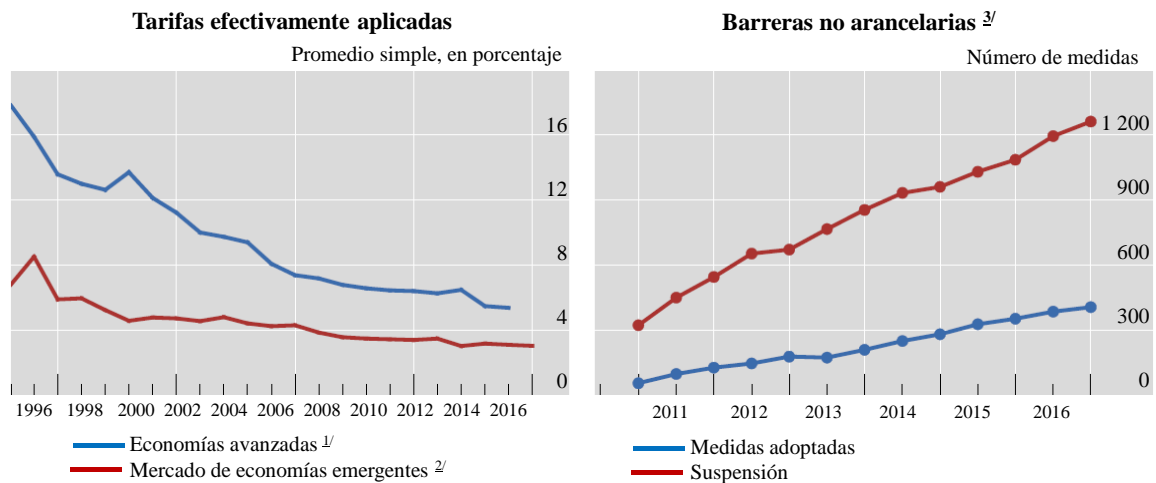 Tarifas efectivamente aplicadas
Promedio simple, en porcentaje
16
12
8
4
0
1996 1998 2000 2002 2004 2006 2008 2010 2012 2014 2016
Economías avanzadas 1/
Mercado de economías emergentes 2/
Barreras no arancelarias 3/
Número de medidas
1 200
900
600
300
0
2011 2012 2013 2014 2015 2016
Medidas adoptadas
Suspensión